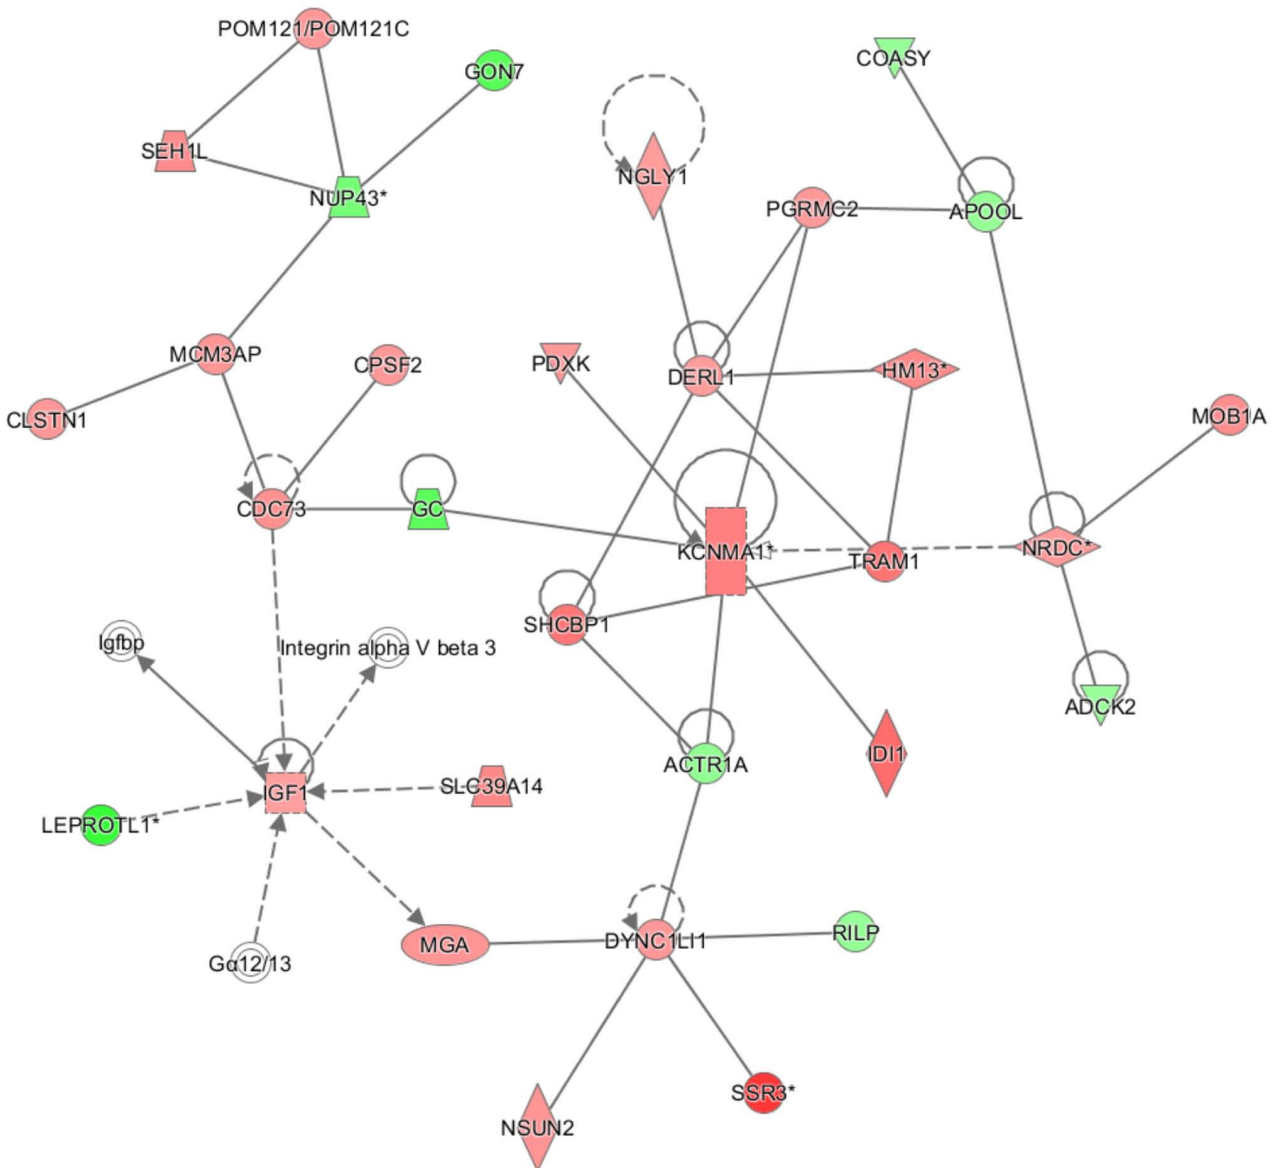 POM121/POM121C
COASY
GON7
SEH1L
NGLY1
NUP43*
PGRMC2
APOOL
MCM3AP
CPSF2
PDXK
DERL1
HM13*
CLSTN1
MOB1A
CDC73
GC
KCNMA1*
TRAM1
NRDC*
SHCBP1
Igfbp
Integrin alpha V beta 3
ADCK2
IDI1
ACTR1A
IGF1
SLC39A14
LEPROTL1*
MGA
DYNC1LI1
RILP
Gα12/13
SSR3*
NSUN2